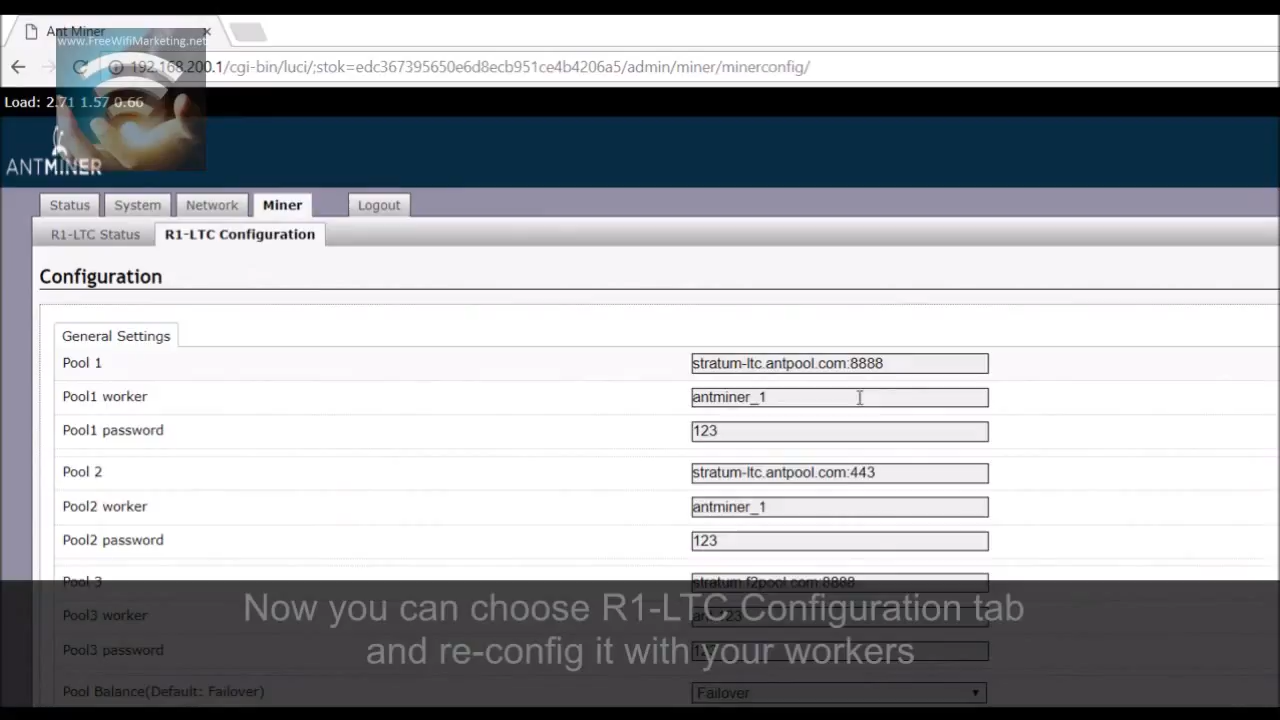 Ant Miner
www.FreeWifiMarketing.net
192.168.200.1/cgi-bin/luci/;stok=edc367395650e6d8ecb951ce4b4206a5/admin/miner/minerconfig/
Load: 2.71 1.57 0.66
ANTMINER
Status System Network Miner Logout
R1-LTC Status R1-LTC Configuration
Configuration
General Settings
Pool 1 stratum-ltc.antpool.com:8888
Pool1 worker antminer_1
Pool1 password 123
Pool 2 stratum-ltc.antpool.com:443
Pool2 worker antminer_1
Pool2 password 123
Pool 3 stratum.f2pool.com:8888
Now you can choose R1-LTC Configuration tab
Pool3 worker
and re-config it with your workers
Pool3 password
Pool Balance(Default: Failover) Failover